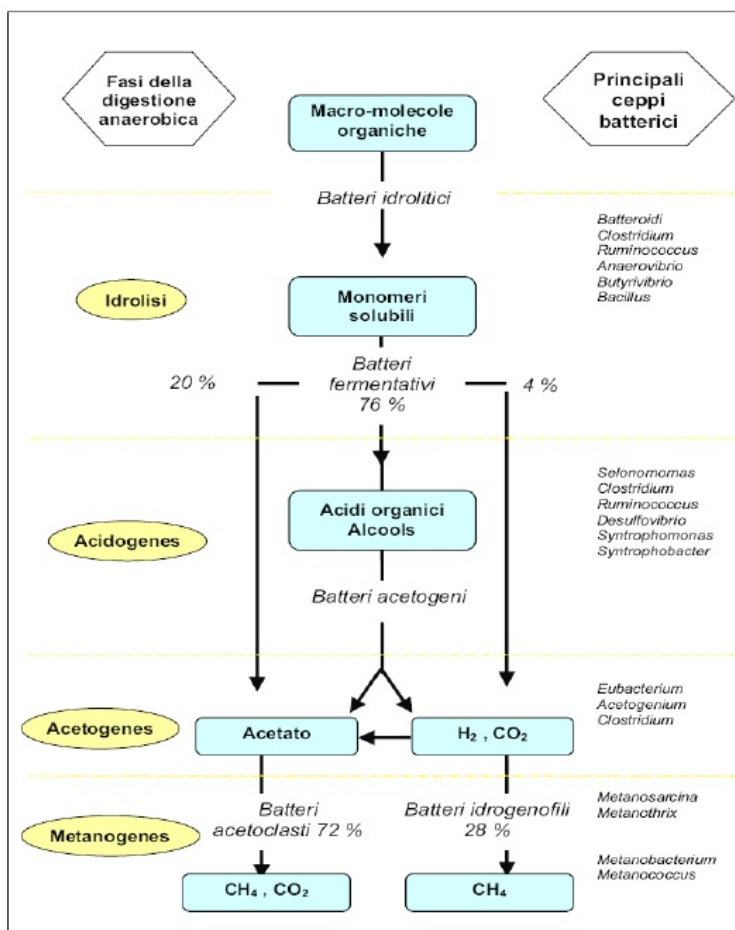 Fasi della
digestione
anaerobica
Macro-molecole
organiche
Principali
ceppi
batterici
Batteri idrolitici
Batteroidi
Clostridium
Ruminococcus
Anaerovibrio
Butyrivibrio
Bacillus
Idrolisi
Monomeri
solubili
20 %
Batteri
fermentativi
76 %
4 %
Selonomomas
Clostridium
Ruminococcus
Desulfovibrio
Syntrophomonas
Syntrophobacter
Acidogenes
Acidi organici
Alcools
Batteri acetogeni
Eubacterium
Acetogenium
Clostridium
Acetogenes
Acetato
H₂ , CO₂
Metanogenes
Batteri
acetoclasti 72 %
Batteri idrogenofili
28 %
Metanosarcina
Metanothrix
Metanobacterium
Metanococcus
CH₄ , CO₂
CH₄